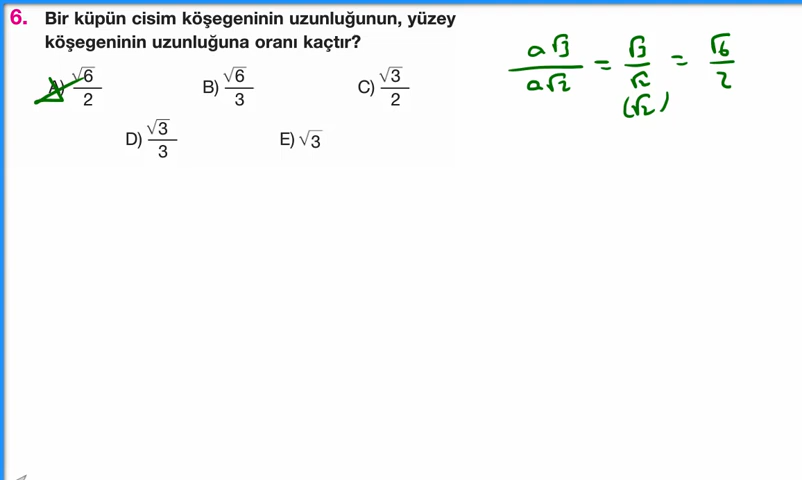 6. Bir küpün cisim köşegeninin uzunluğunun, yüzey
köşegeninin uzunluğuna oranı kaçtır?
A) √6/2 B) √6/3 C) √3/2
D) √3/3 E) √3
a√3/a√2 = √3/√2 = √6/2
(√2)